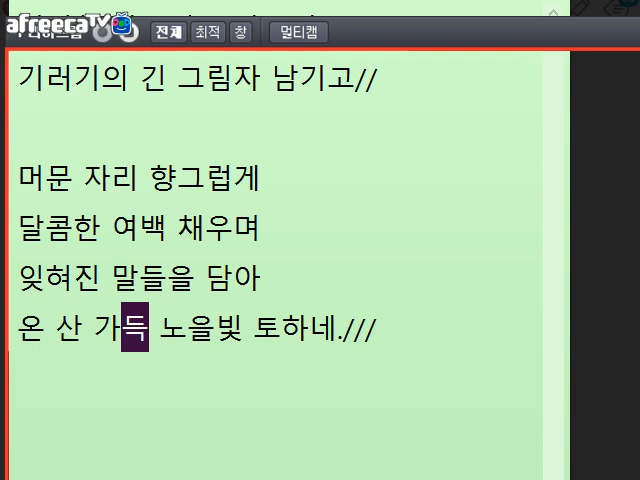 afreecaTV
전체 최적 창 멀티캠
기러기의 긴 그림자 남기고//
머문 자리 향그럽게
달콤한 여백 채우며
잊혀진 말들을 담아
온 산 가득 노을빛 토하네.///